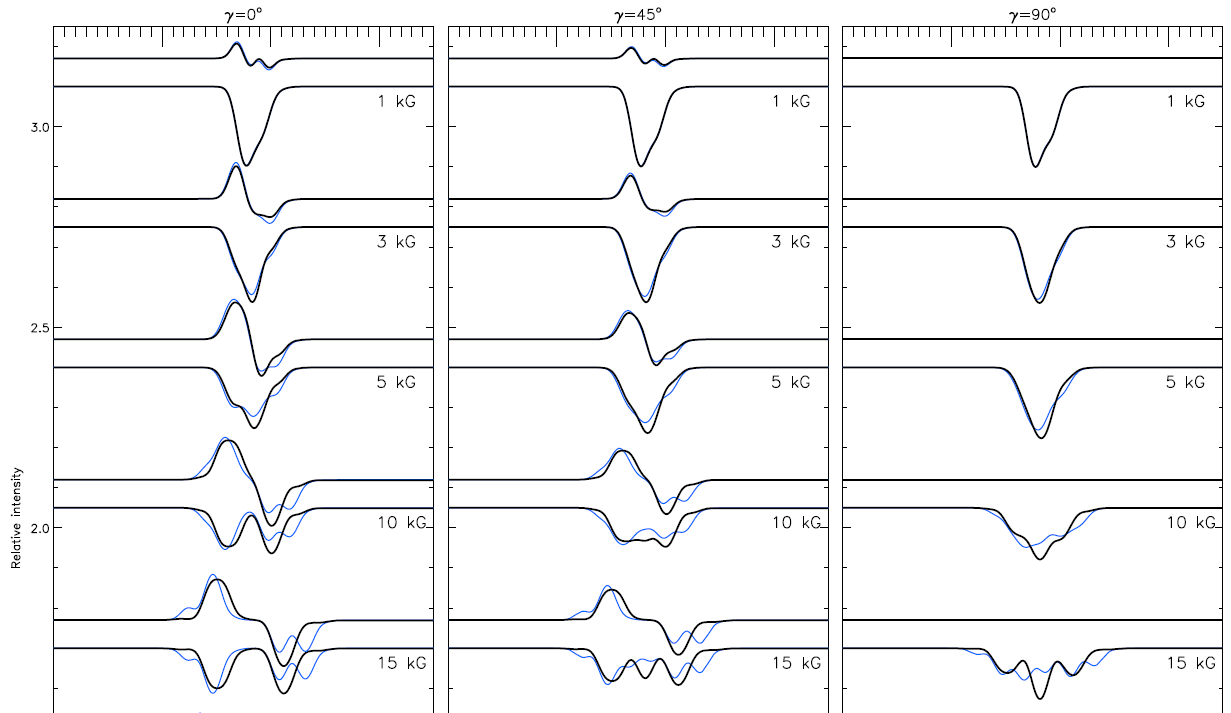 γ=0° γ=45° γ=90°
1 kG 1 kG 1 kG
3.0
3 kG 3 kG 3 kG
2.5
5 kG 5 kG 5 kG
Relative intensity
10 kG 10 kG 10 kG
2.0
15 kG 15 kG 15 kG